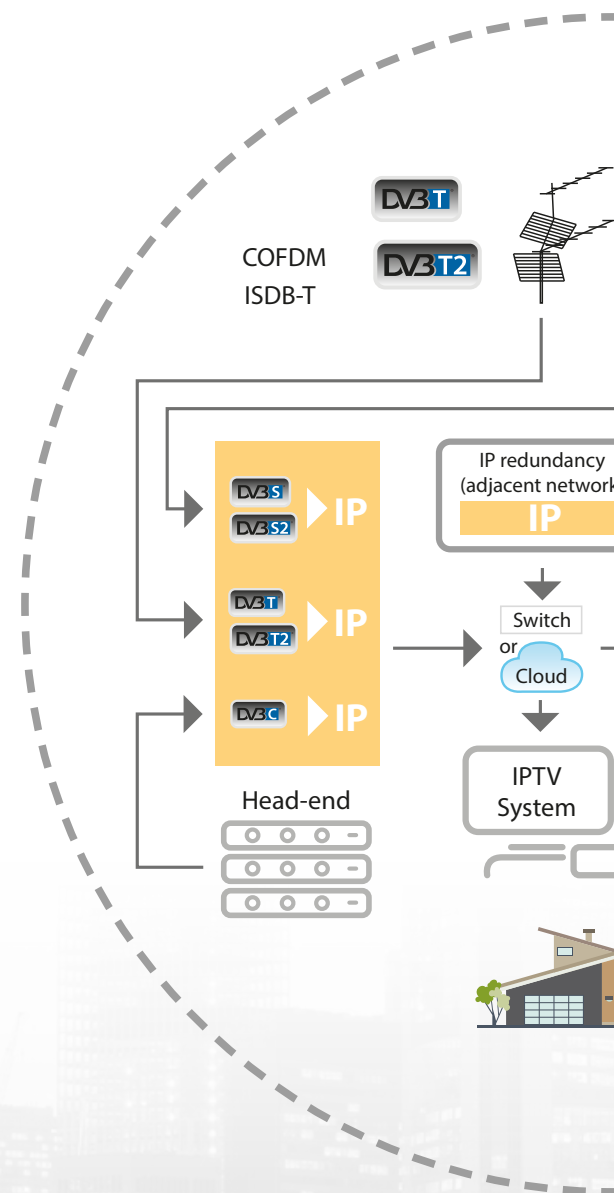 DVB T
COFDM
DVB T2
ISDB-T
IP redundancy
(adjacent network
IP
DVB S
DVB S2
IP
DVB T
DVB T2
IP
Switch
or
Cloud
DVB C
IP
IPTV
System
Head-end